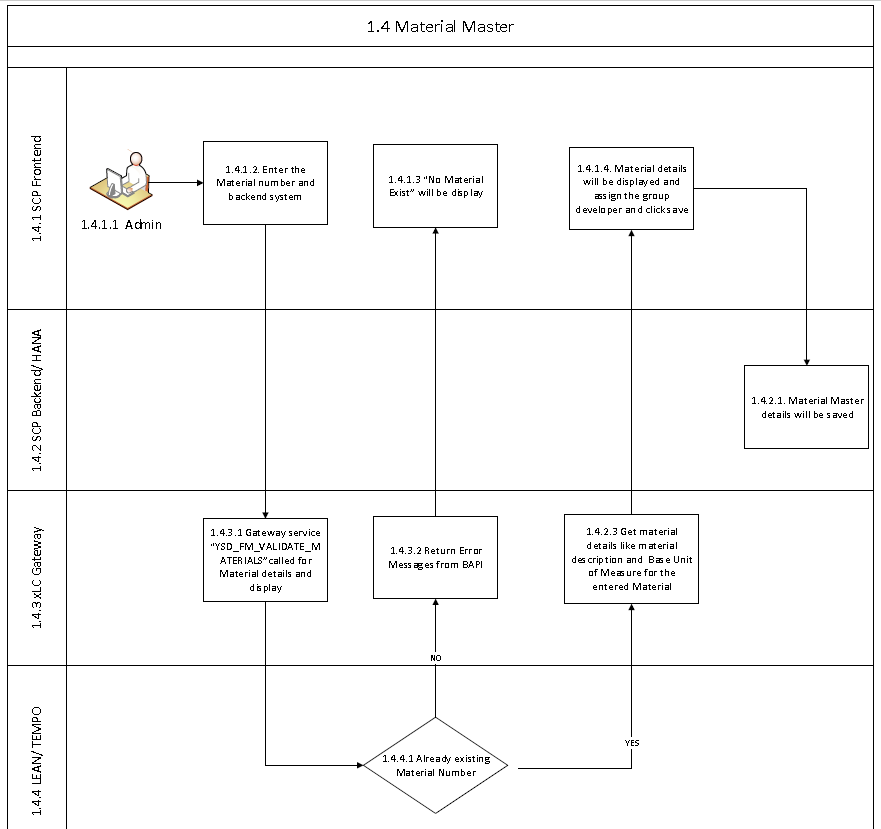 1.4 Material Master
1.4.1 SCP Frontend
1.4.1.1 Admin
1.4.1.2. Enter the
Material number and
backend system
1.4.1.3 “No Material
Exist” will be display
1.4.1.4. Material details
will be displayed and
assign the group
developer and click save
1.4.2 SCP Backend/ HANA
1.4.2.1. Material Master
details will be saved
1.4.3 xLC Gateway
1.4.3.1 Gateway service
“YSD_FM_VALIDATE_M
ATERIALS” called for
Material details and
display
1.4.3.2 Return Error
Messages from BAPI
1.4.2.3 Get material
details like material
description and Base Unit
of Measure for the
entered Material
NO
YES
1.4.4 LEAN/ TEMPO
1.4.4.1 Already existing
Material Number